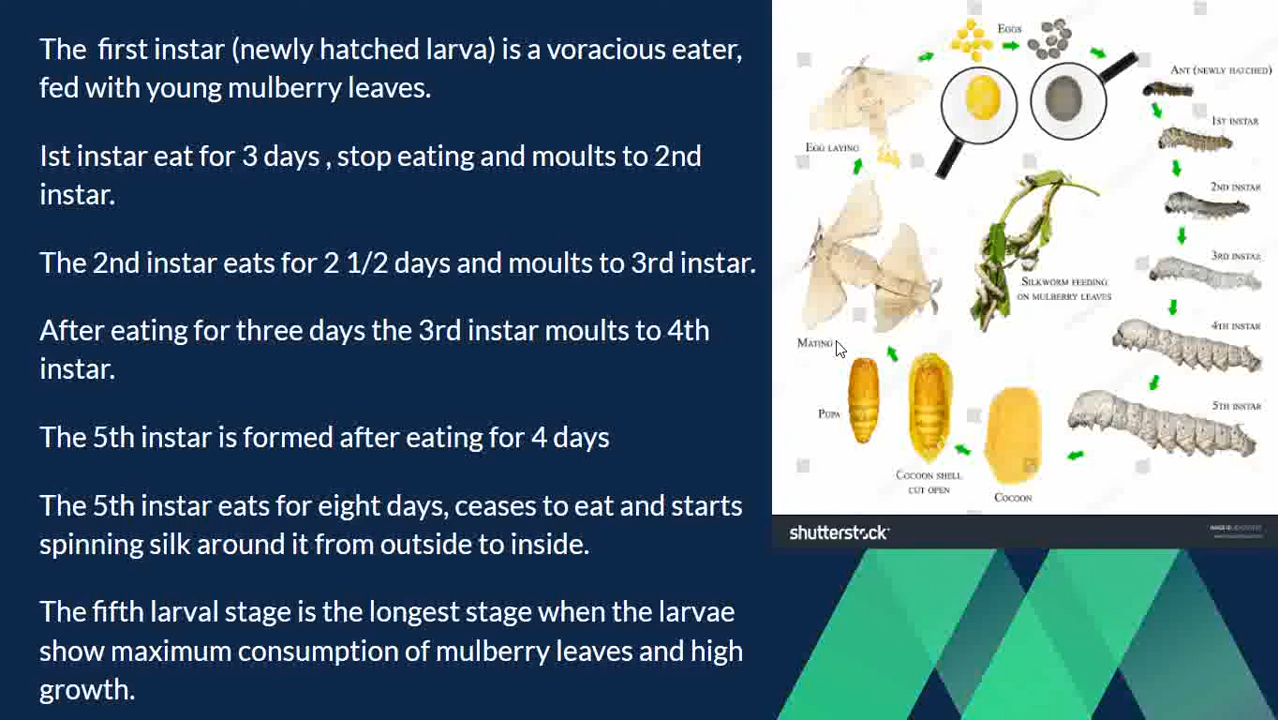 The first instar (newly hatched larva) is a voracious eater,
fed with young mulberry leaves.
Ist instar eat for 3 days , stop eating and moults to 2nd
instar.
The 2nd instar eats for 2 1/2 days and moults to 3rd instar.
After eating for three days the 3rd instar moults to 4th
instar.
The 5th instar is formed after eating for 4 days
The 5th instar eats for eight days, ceases to eat and starts
spinning silk around it from outside to inside.
The fifth larval stage is the longest stage when the larvae
show maximum consumption of mulberry leaves and high
growth.
Eggs
Ant (newly hatched)
1st instar
2nd instar
3rd instar
4th instar
5th instar
Cocoon
Cocoon shell
cut open
Pupa
Mating
Egg laying
Silkworm feeding
on mulberry leaves
shutterstock